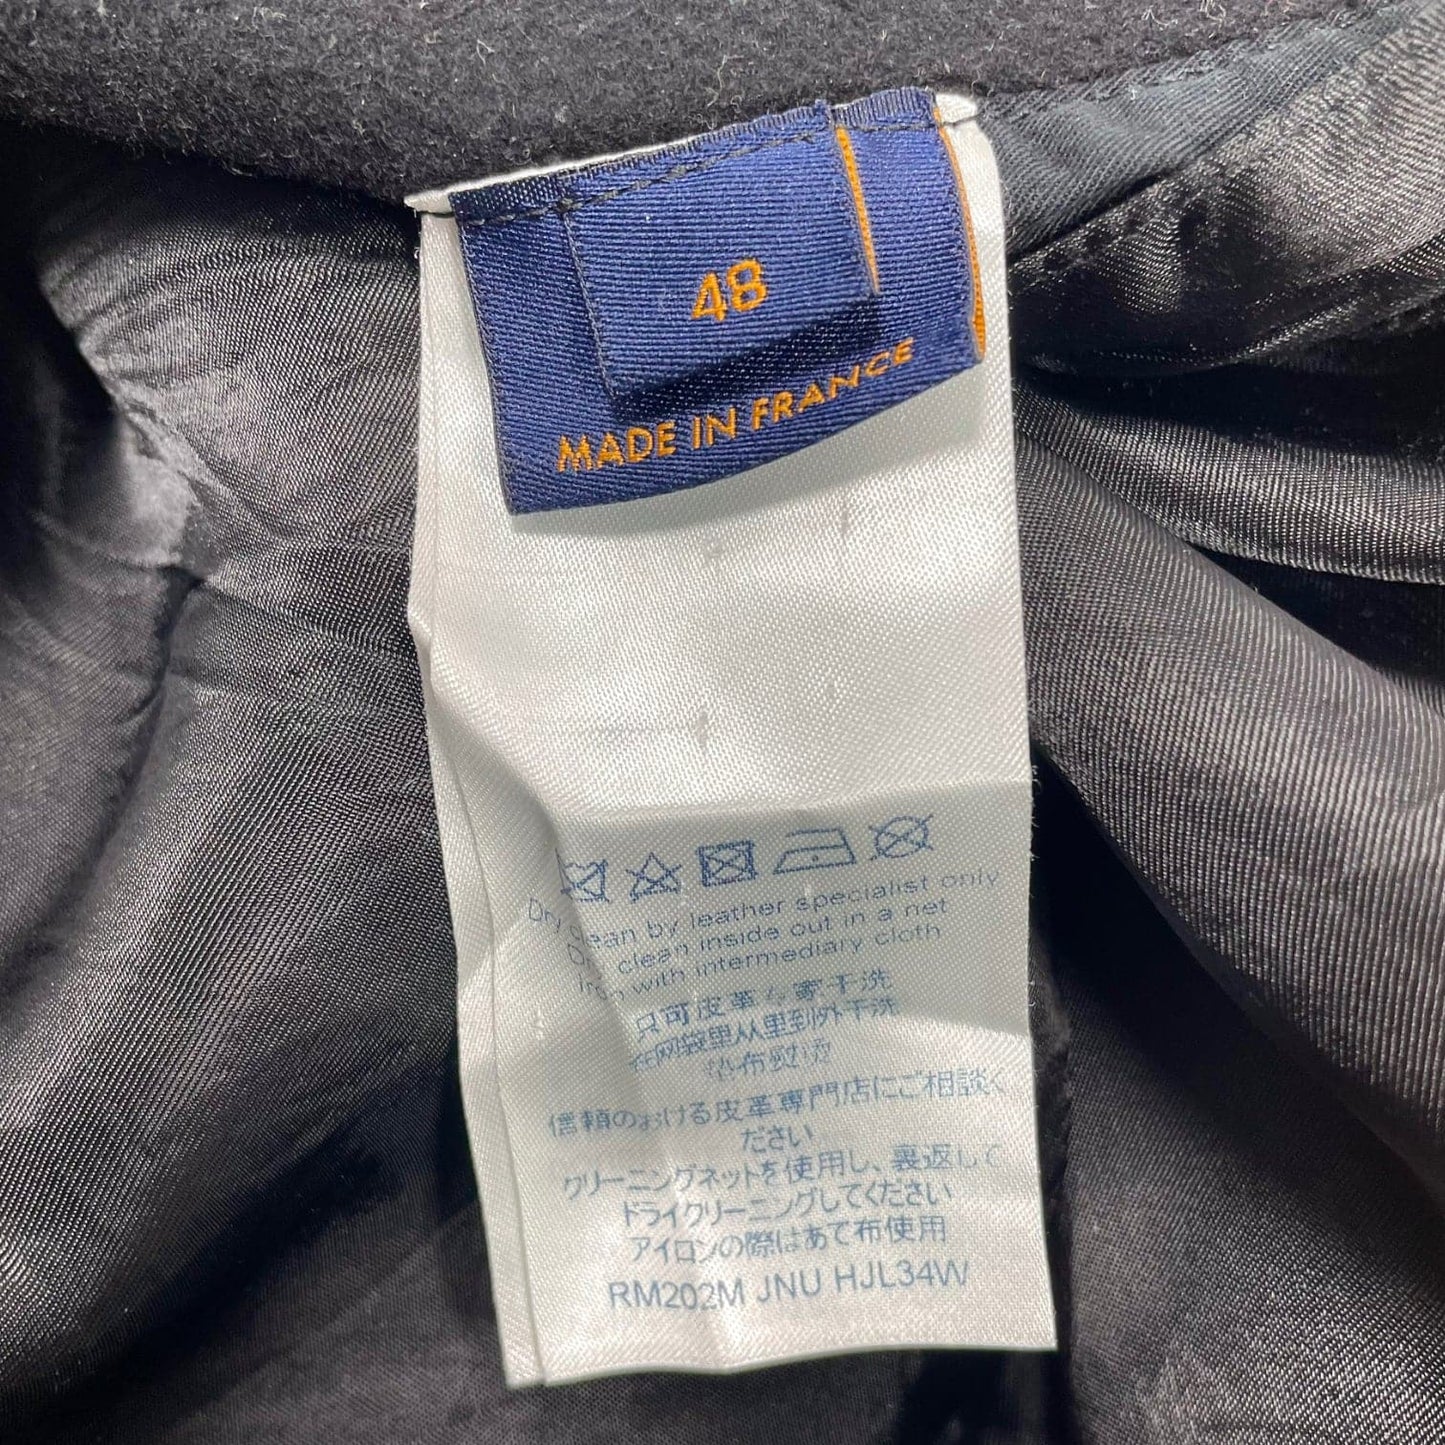 48
MADE IN FRANCE
Dry clean by leather specialist only
Dry clean inside out in a net
Iron with intermediary cloth
只可皮革专家干洗
在网袋里从里到外干洗
垫布熨烫
信頼のおける皮革専門店にご相談く
ださい
クリーニングネットを使用し、裏返して
ドライクリーニングしてください
アイロンの際はあて布使用
RM202M JNU HJL34W